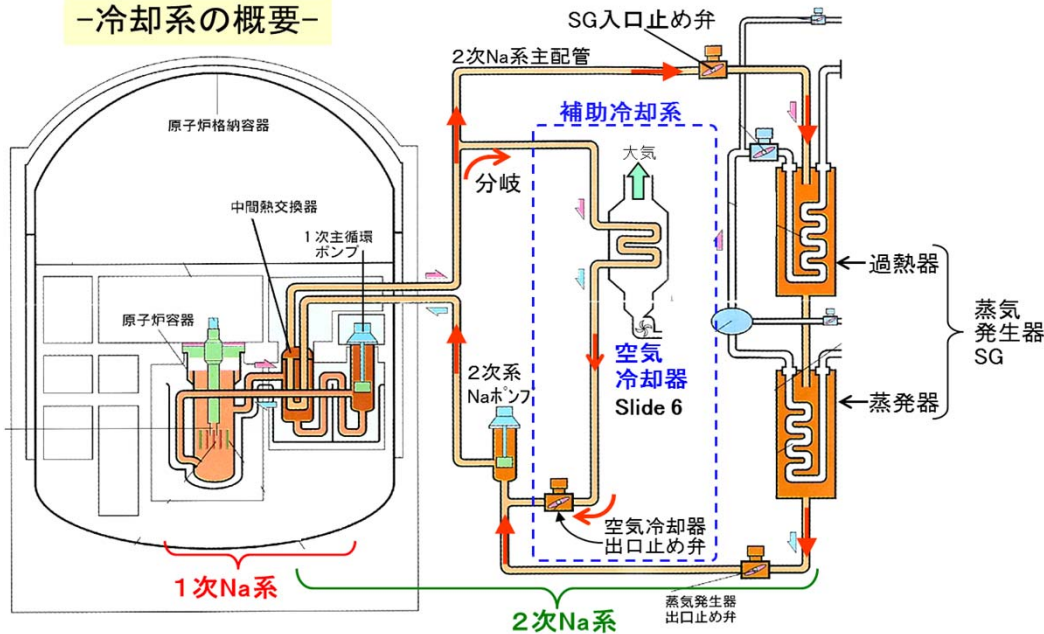 -冷却系の概要-
SG入口止め弁
2次Na系主配管
補助冷却系
原子炉格納容器
大気
分岐
中間熱交換器
1次主循環
ポンプ
過熱器
原子炉容器
蒸気
発生器
SG
2次系
Naポンプ
空気
冷却器
Slide 6
蒸発器
空気冷却器
出口止め弁
1次Na系
蒸気発生器
出口止め弁
2次Na系